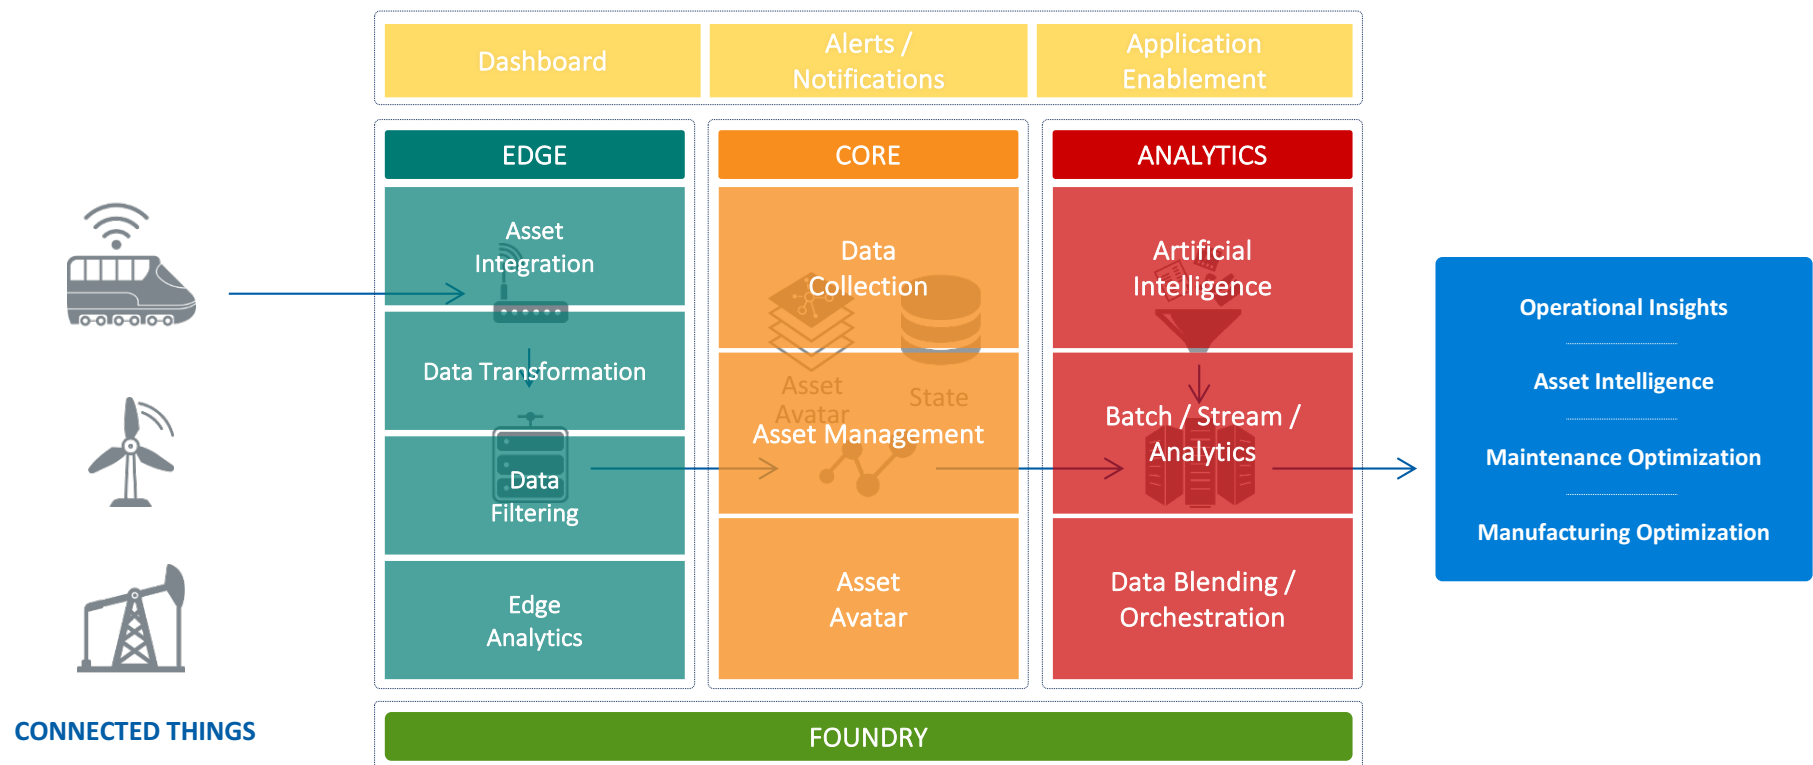 Dashboard
Alerts /
Notifications
Application
Enablement
EDGE
Asset
Integration
Data Transformation
Data
Filtering
Edge
Analytics
CORE
Data
Collection
Asset
Avatar
State
Asset Management
Asset
Avatar
ANALYTICS
Artificial
Intelligence
Batch / Stream /
Analytics
Data Blending /
Orchestration
Operational Insights
Asset Intelligence
Maintenance Optimization
Manufacturing Optimization
CONNECTED THINGS
FOUNDRY